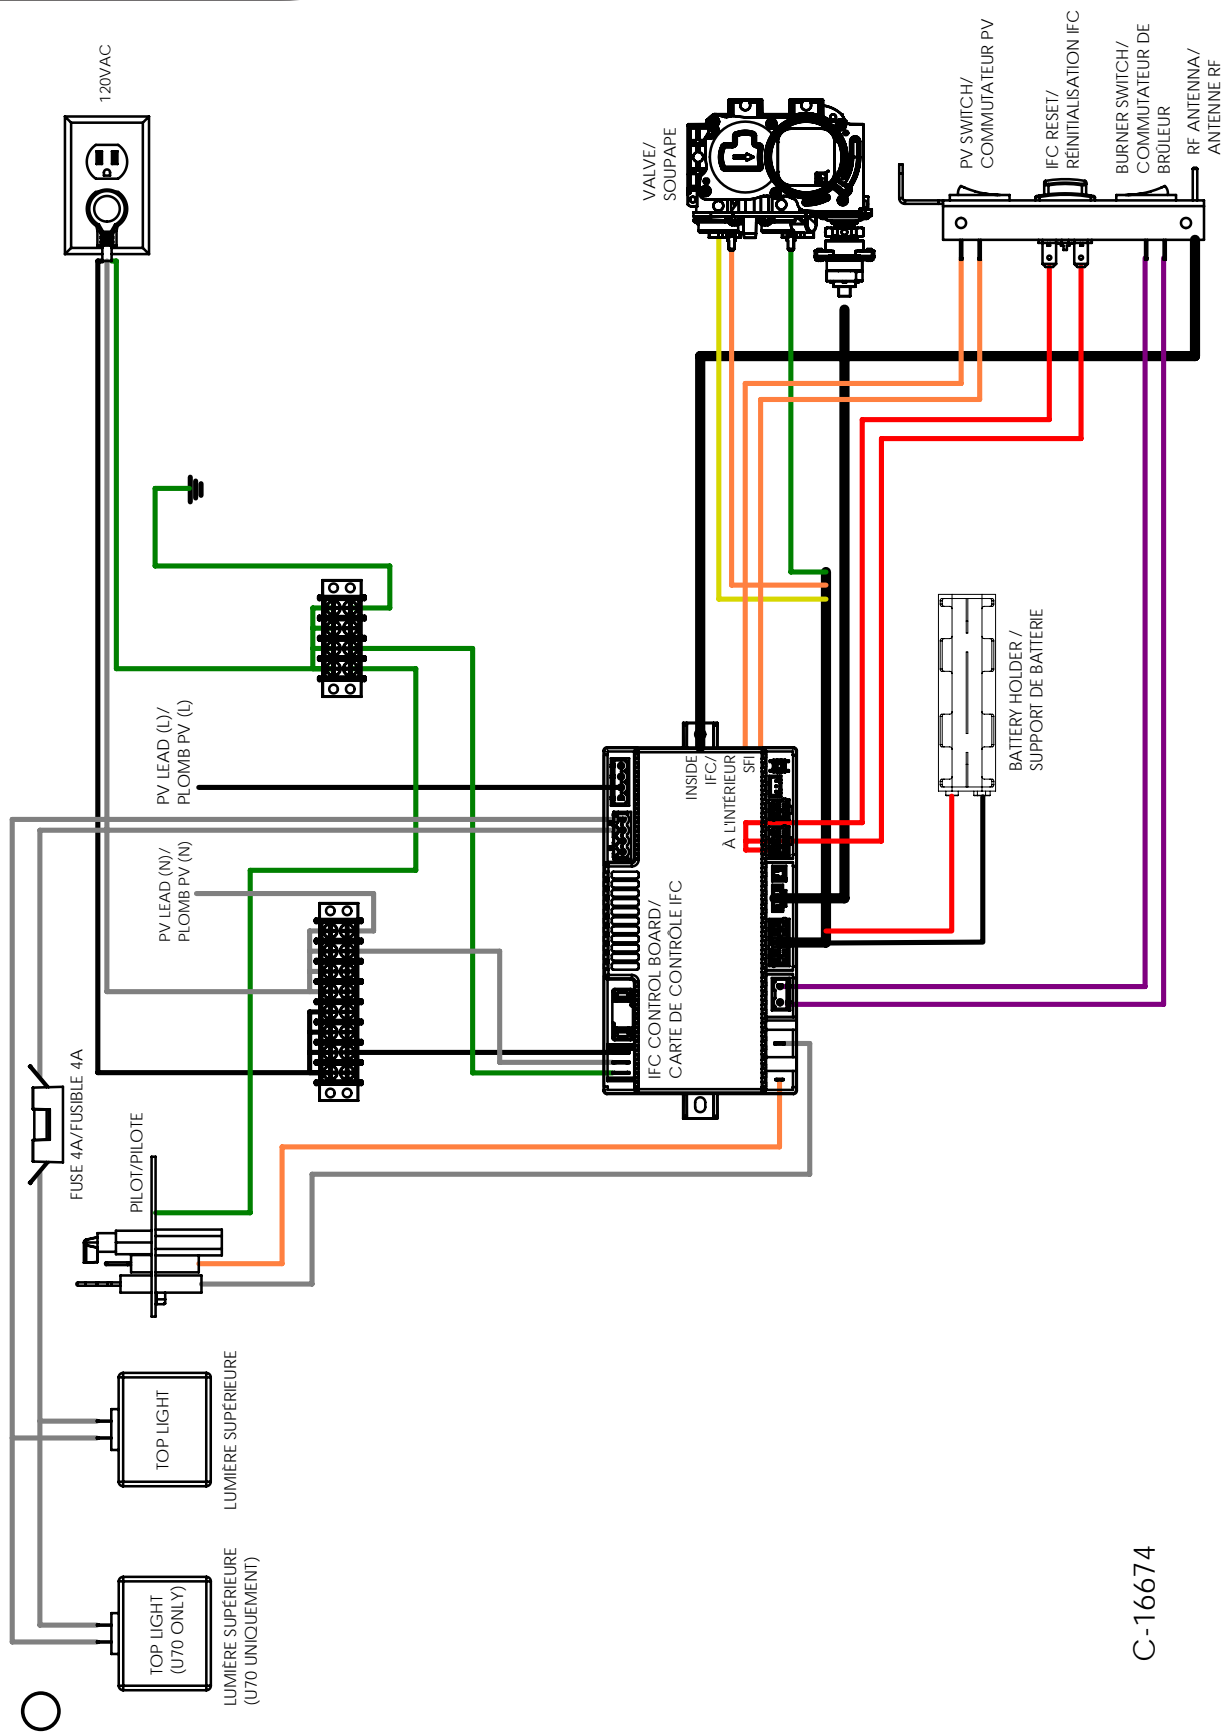 120VAC
VALVE/
SOUPAPE
PV SWITCH/
COMMUTATEUR PV
IFC RESET/
RÉINITIALISATION IFC
BURNER SWITCH/
COMMUTATEUR DE
BRÛLEUR
RF ANTENNA/
ANTENNE RF
PV LEAD (L)/
PLOMB PV (L)
PV LEAD (N)/
PLOMB PV (N)
INSIDE
IFC/
À L'INTÉRIEUR
SFI
BATTERY HOLDER /
SUPPORT DE BATTERIE
IFC CONTROL BOARD/
CARTE DE CONTRÔLE IFC
FUSE 4A/FUSIBLE 4A
PILOT/PILOTE
TOP LIGHT
LUMIÈRE SUPÉRIEURE
TOP LIGHT
(U70 ONLY)
LUMIÈRE SUPÉRIEURE
(U70 UNIQUEMENT)
C-16674